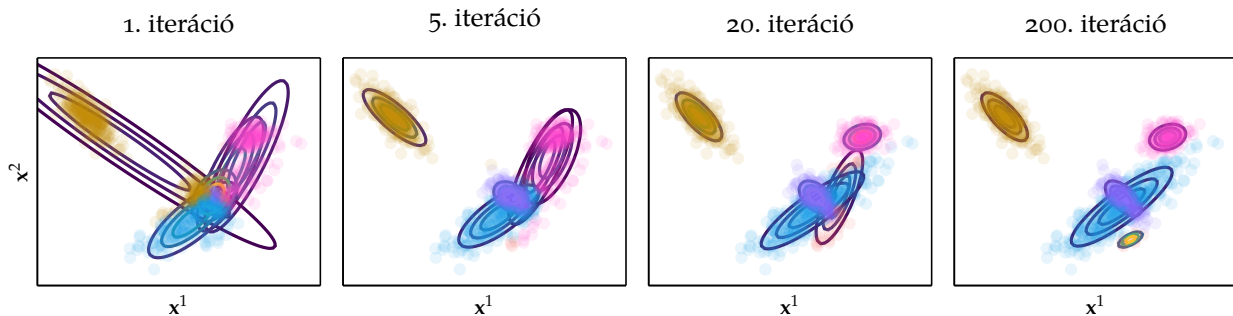 1. iteráció
5. iteráció
20. iteráció
200. iteráció
x²
x¹
x¹
x¹
x¹